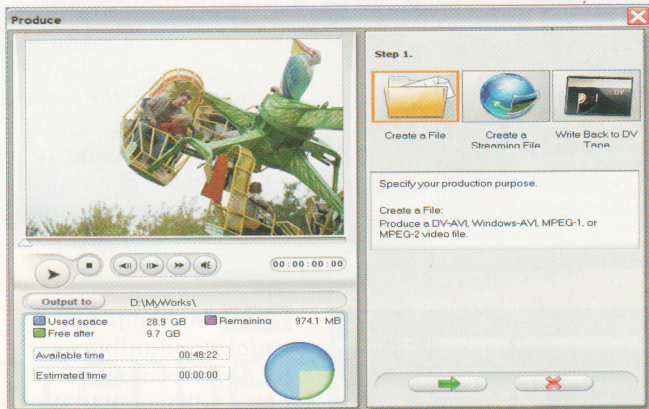 Produce
Step 1.
Create a File
Create a
Streaming File
DV
Write Back to DV
Tape
Specify your production purpose.
Create a File:
Produce a DV-AVI, Windows-AVI, MPEG-1, or
MPEG-2 video file.
00:00:00:00
Output to D:\MyWorks\
Used space 28.9 GB Remaining 974.1 MB
Free after 9.7 GB
Available time 00:48:22
Estimated time 00:00:00